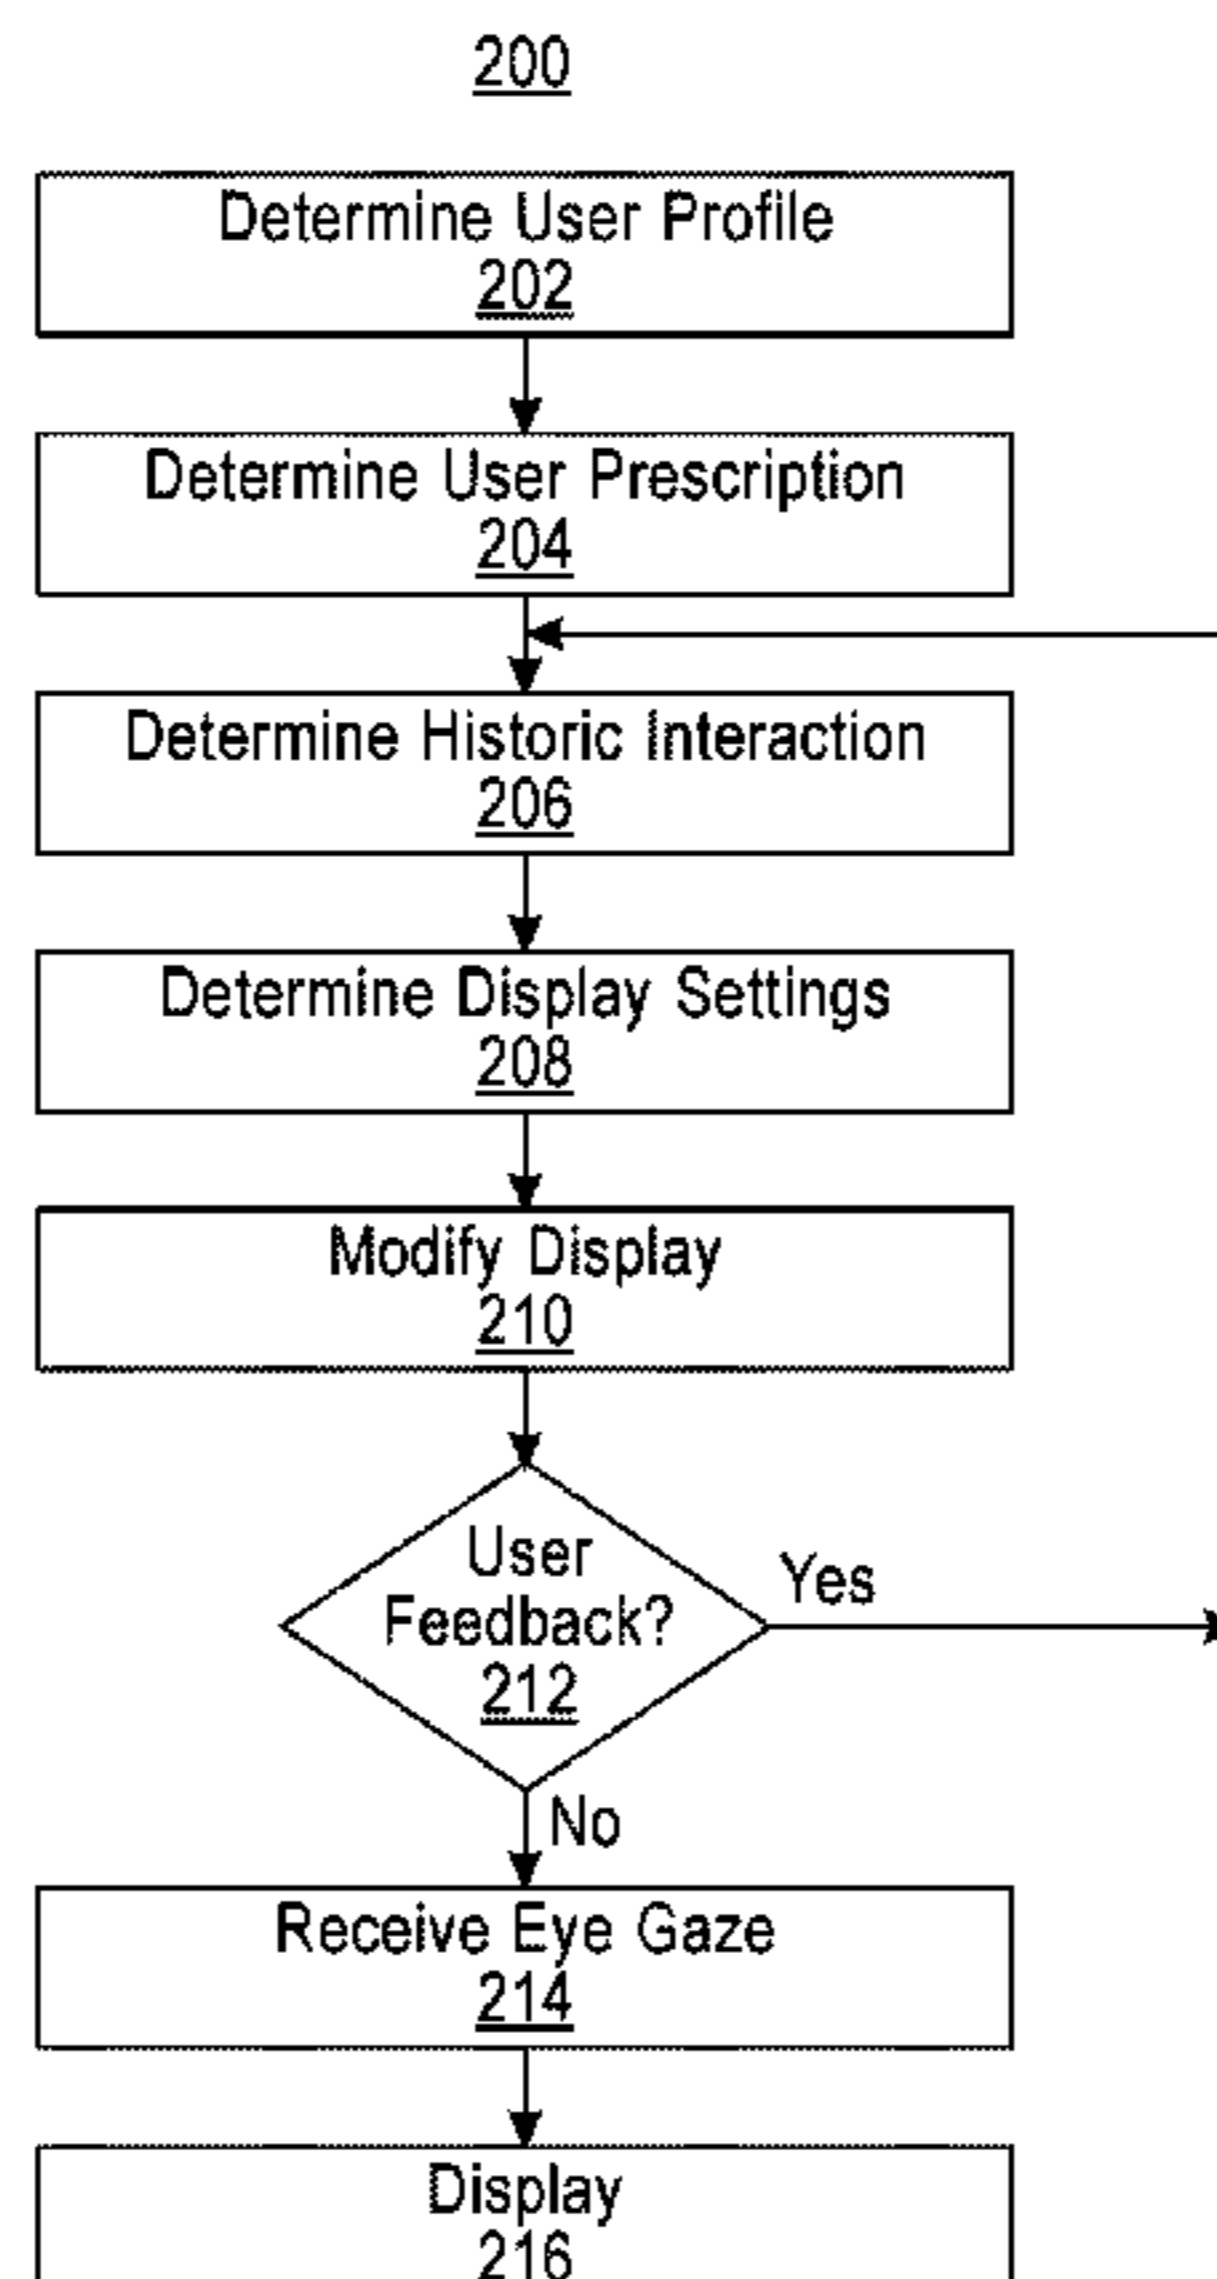 200
Determine User Profile
202
Determine User Prescription
204
Determine Historic Interaction
206
Determine Display Settings
208
Modify Display
210
User
Feedback?
212
Yes
No
Receive Eye Gaze
214
Display
216